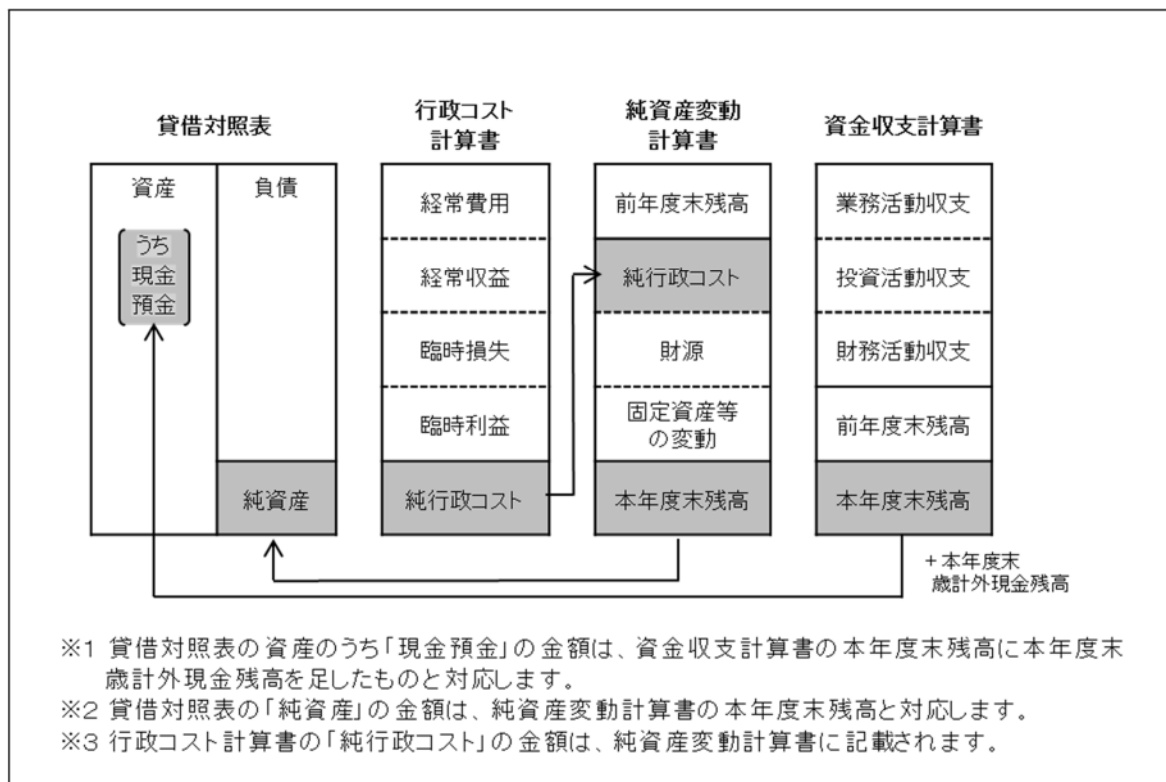 貸借対照表
資産
うち
現金
預金
負債
純資産
行政コスト
計算書
経常費用
経常収益
臨時損失
臨時利益
純行政コスト
純資産変動
計算書
前年度末残高
純行政コスト
財源
固定資産等
の変動
本年度末残高
資金収支計算書
業務活動収支
投資活動収支
財務活動収支
前年度末残高
本年度末残高
+本年度末
歳計外現金残高
※1 貸借対照表の資産のうち「現金預金」の金額は、資金収支計算書の本年度末残高に本年度末
歳計外現金残高を足したものと対応します。
※2 貸借対照表の「純資産」の金額は、純資産変動計算書の本年度末残高と対応します。
※3 行政コスト計算書の「純行政コスト」の金額は、純資産変動計算書に記載されます。